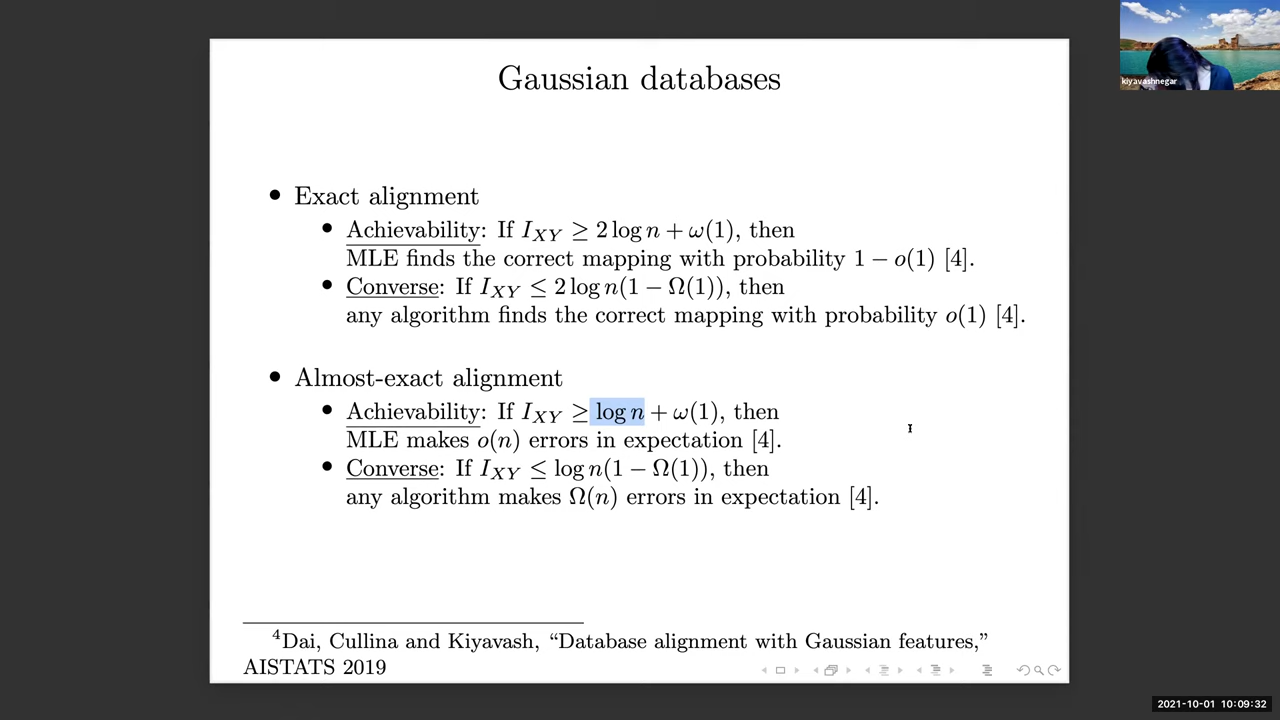 kiyavashnegar
Gaussian databases
• Exact alignment
• Achievability: If I_XY ≥ 2 log n + ω(1), then
MLE finds the correct mapping with probability 1 − o(1) [4].
• Converse: If I_XY ≤ 2 log n(1 − Ω(1)), then
any algorithm finds the correct mapping with probability o(1) [4].
• Almost-exact alignment
• Achievability: If I_XY ≥ log n + ω(1), then
MLE makes o(n) errors in expectation [4].
• Converse: If I_XY ≤ log n(1 − Ω(1)), then
any algorithm makes Ω(n) errors in expectation [4].
⁴Dai, Cullina and Kiyavash, “Database alignment with Gaussian features,”
AISTATS 2019
2021-10-01 10:09:32